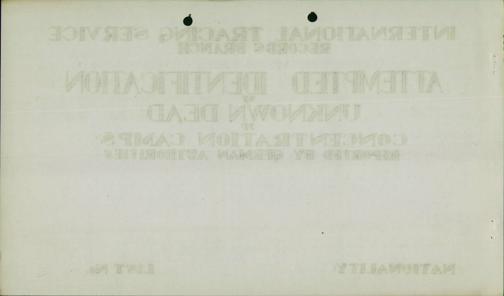 INTERNATIONAL TRACING SERVICE
RECORDS BRANCH
ATTEMPTED IDENTIFICATION
OF
UNKNOWN DEAD
IN
CONCENTRATION CAMPS
REPORTED BY GERMAN AUTHORITIES
NATIONALITY
LIST No